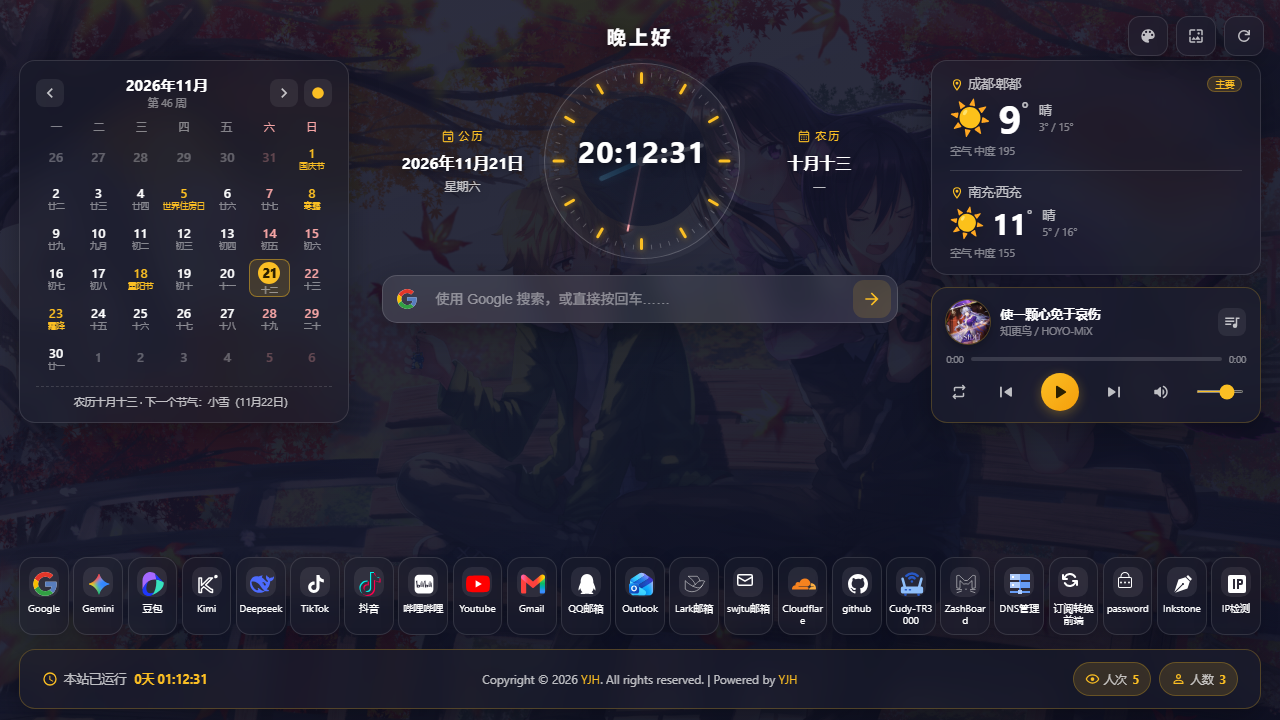 晚上好
2026年11月
第 46 周
一 二 三 四 五 六 日
26 27 28 29 30 31 1
国庆节
2 3 4 5 6 7 8
廿二 廿三 廿四 世界住房日 廿六 廿七 寒露
9 10 11 12 13 14 15
廿九 十月 初二 初三 初四 初五 初六
16 17 18 19 20 21 22
初七 初八 重阳节 初十 十一 十二 十三
23 24 25 26 27 28 29
霜降 十五 十六 十七 十八 十九 二十
30 1 2 3 4 5 6
廿一
农历十月十三 · 下一个节气：小雪（11月22日）
公历
2026年11月21日
星期六
20:12:31
农历
十月十三
—
使用 Google 搜索，或直接按回车……
成都·郫都 主要
9° 晴
3° / 15°
空气 中度 195
南充·西充
11° 晴
5° / 16°
空气 中度 155
使一颗心免于哀伤
知更鸟 / HOYO-MiX
0:00 0:00
Google Gemini 豆包 Kimi Deepseek TikTok 抖音 哔哩哔哩 Youtube Gmail QQ邮箱 Outlook Lark邮箱 swjtu邮箱 Cloudflare github Cudy-TR3000 ZashBoard DNS管理 订阅转换前端 password Inkstone IP检测
本站已运行 0天 01:12:31
Copyright © 2026 YJH. All rights reserved. | Powered by YJH
人次 5
人数 3